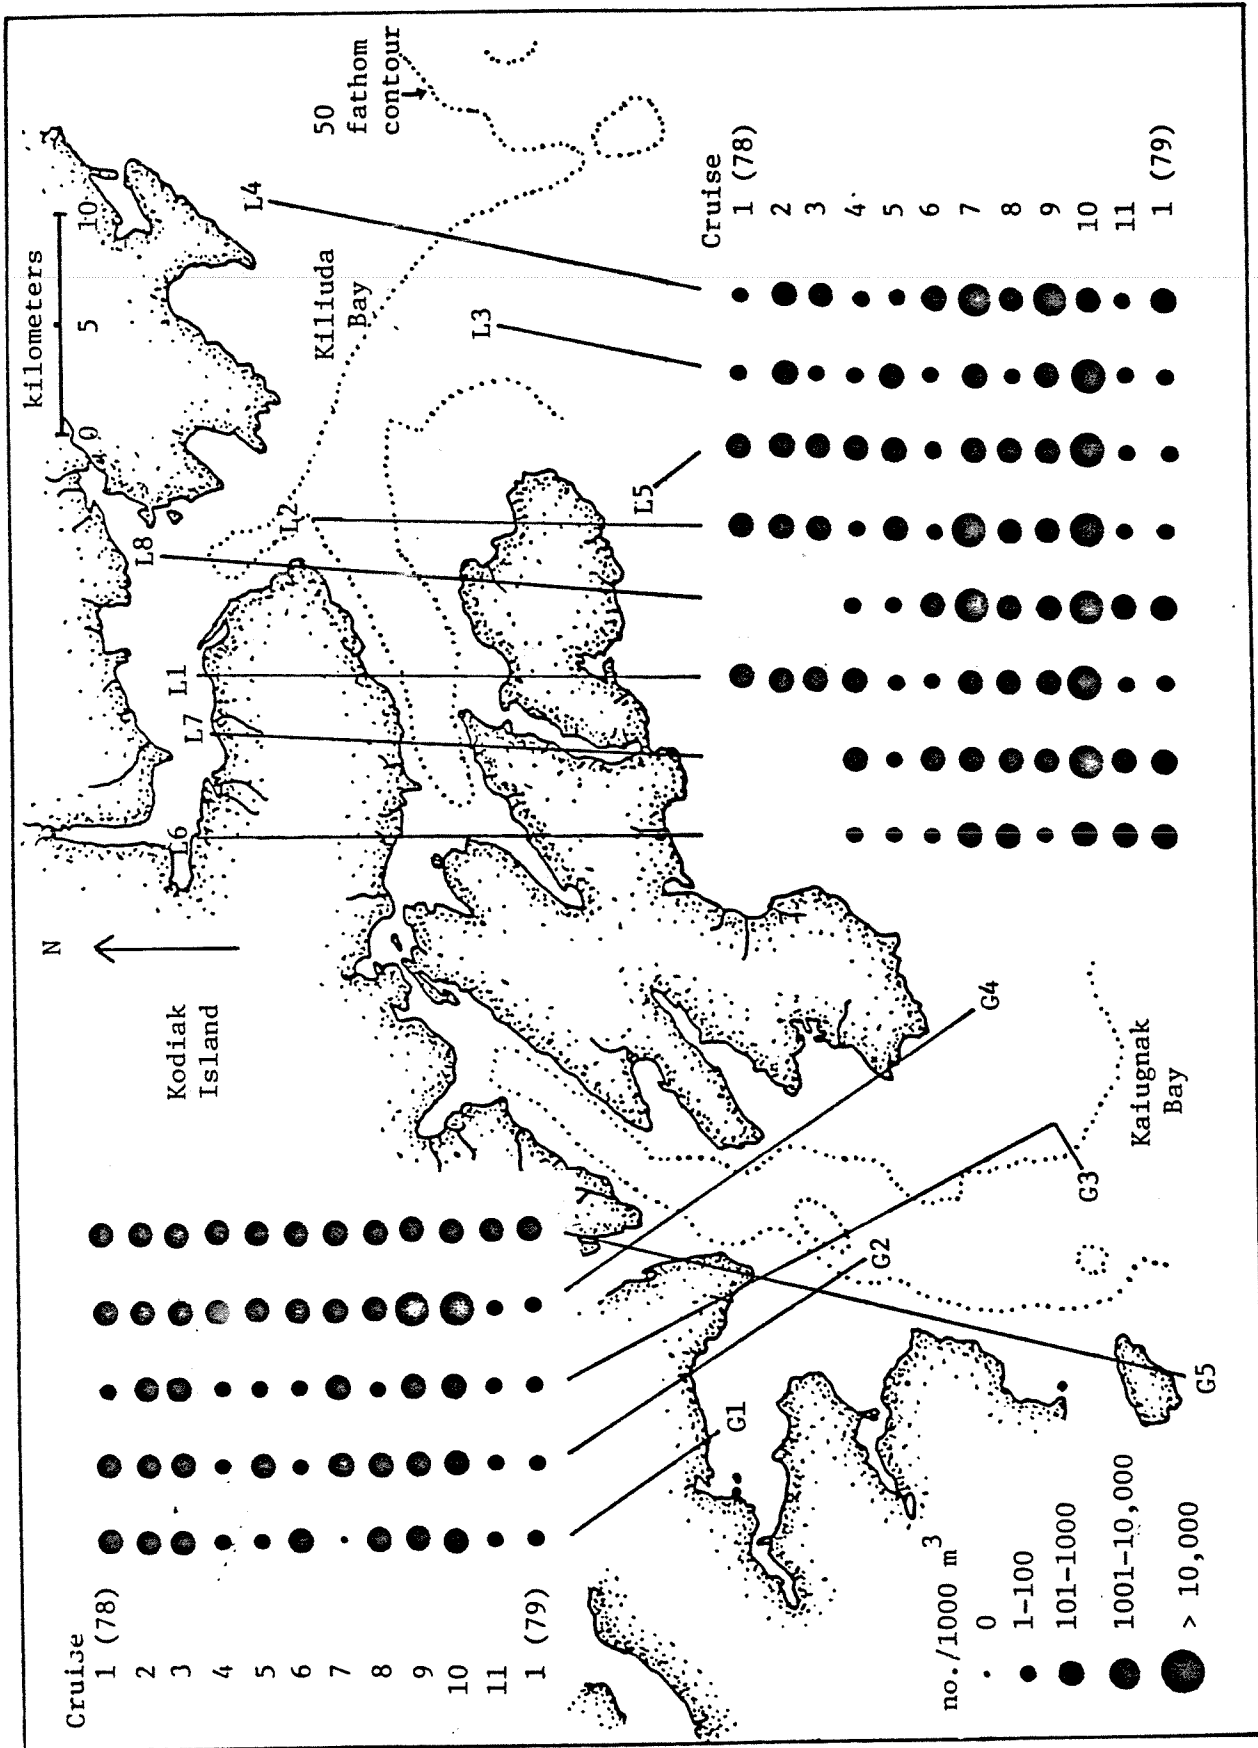 kilometers
0 5 10
50
fathom
contour
L4
Kiliuda
Bay
L3
L2
L8
L5
L1
L7
L6
N
Kodiak
Island
Cruise
1 (78)
2
3
4
5
6
7
8
9
10
11
1 (79)
G4
Kaiugnak
Bay
G3
G2
G5
G1
Cruise
1 (78)
2
3
4
5
6
7
8
9
10
11
1 (79)
no./1000 m³
0
1-100
101-1000
1001-10,000
> 10,000